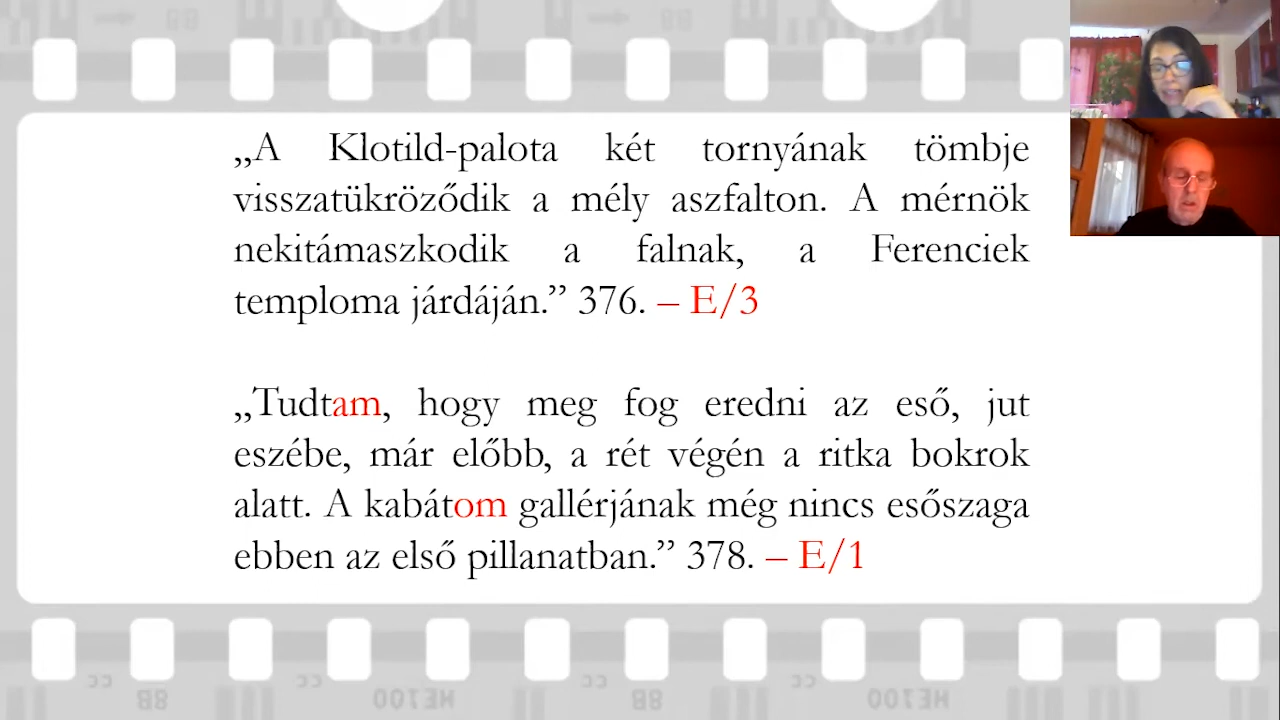 „A Klotild-palota két tornyának tömbje
visszatükröződik a mély aszfalton. A mérnök
nekitámaszkodik a falnak, a Ferenciek
temploma járdáján.” 376. – E/3
„Tudtam, hogy meg fog eredni az eső, jut
eszébe, már előbb, a rét végén a ritka bokrok
alatt. A kabátom gallérjának még nincs esőszaga
ebben az első pillanatban.” 378. – E/1